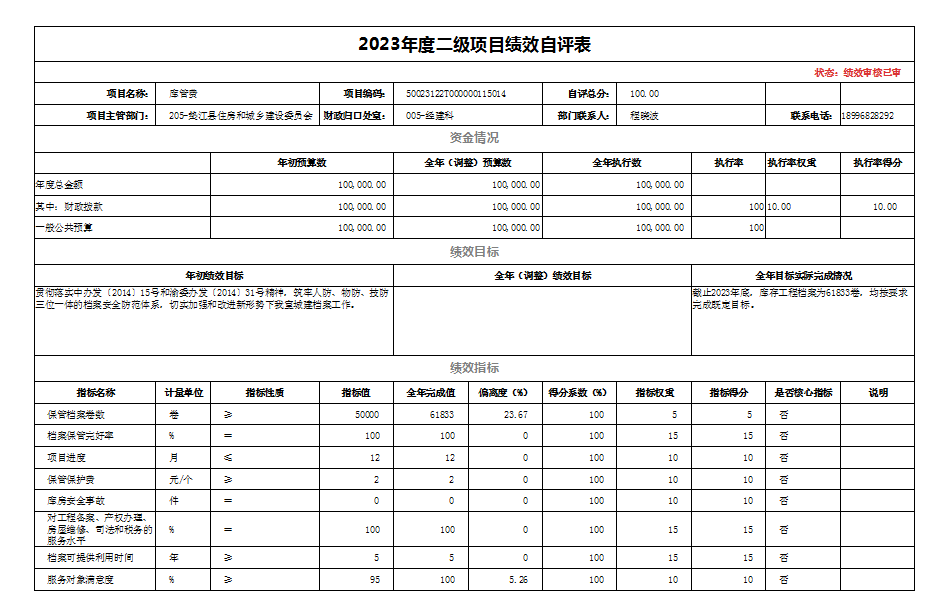 2023年度二级项目绩效自评表
状态：绩效审核已审
项目名称： 库管费 项目编码： 50023122T000000115014 自评总分： 100.00
项目主管部门： 205-垫江县住房和城乡建设委员会 财政归口处室： 005-经建科 部门联系人： 程晓波 联系电话： 18996828292
资金情况
年初预算数 全年（调整）预算数 全年执行数 执行率 执行率权重 执行率得分
年度总金额 100,000.00 100,000.00 100,000.00
其中：财政拨款 100,000.00 100,000.00 100,000.00 100 10.00 10.00
一般公共预算 100,000.00 100,000.00 100,000.00 100
绩效目标
年初绩效目标 全年（调整）绩效目标 全年目标实际完成情况
贯彻落实中办发〔2014〕15号和渝委办发〔2014〕31号精神，筑牢人防、物防、技防
三位一体的档案安全防范体系，切实加强和改进新形势下我室城建档案工作。
截止2023年底，库存工程档案为61833卷，均按要求
完成既定目标。
绩效指标
指标名称 计量单位 指标性质 指标值 全年完成值 偏离度（%） 得分系数（%） 指标权重 指标得分 是否核心指标 说明
保管档案卷数 卷 ≥ 50000 61833 23.67 100 5 5 否
档案保管完好率 % ＝ 100 100 0 100 15 15 否
项目进度 月 ≤ 12 12 0 100 10 10 否
保管保护费 元/个 ≥ 2 2 0 100 10 10 否
库房安全事故 件 ＝ 0 0 0 100 10 10 否
对工程备案、产权办理、
房屋维修、司法和税务的
服务水平 % ＝ 100 100 0 100 15 15 否
档案可提供利用时间 年 ≥ 5 5 0 100 15 15 否
服务对象满意度 % ≥ 95 100 5.26 100 10 10 否